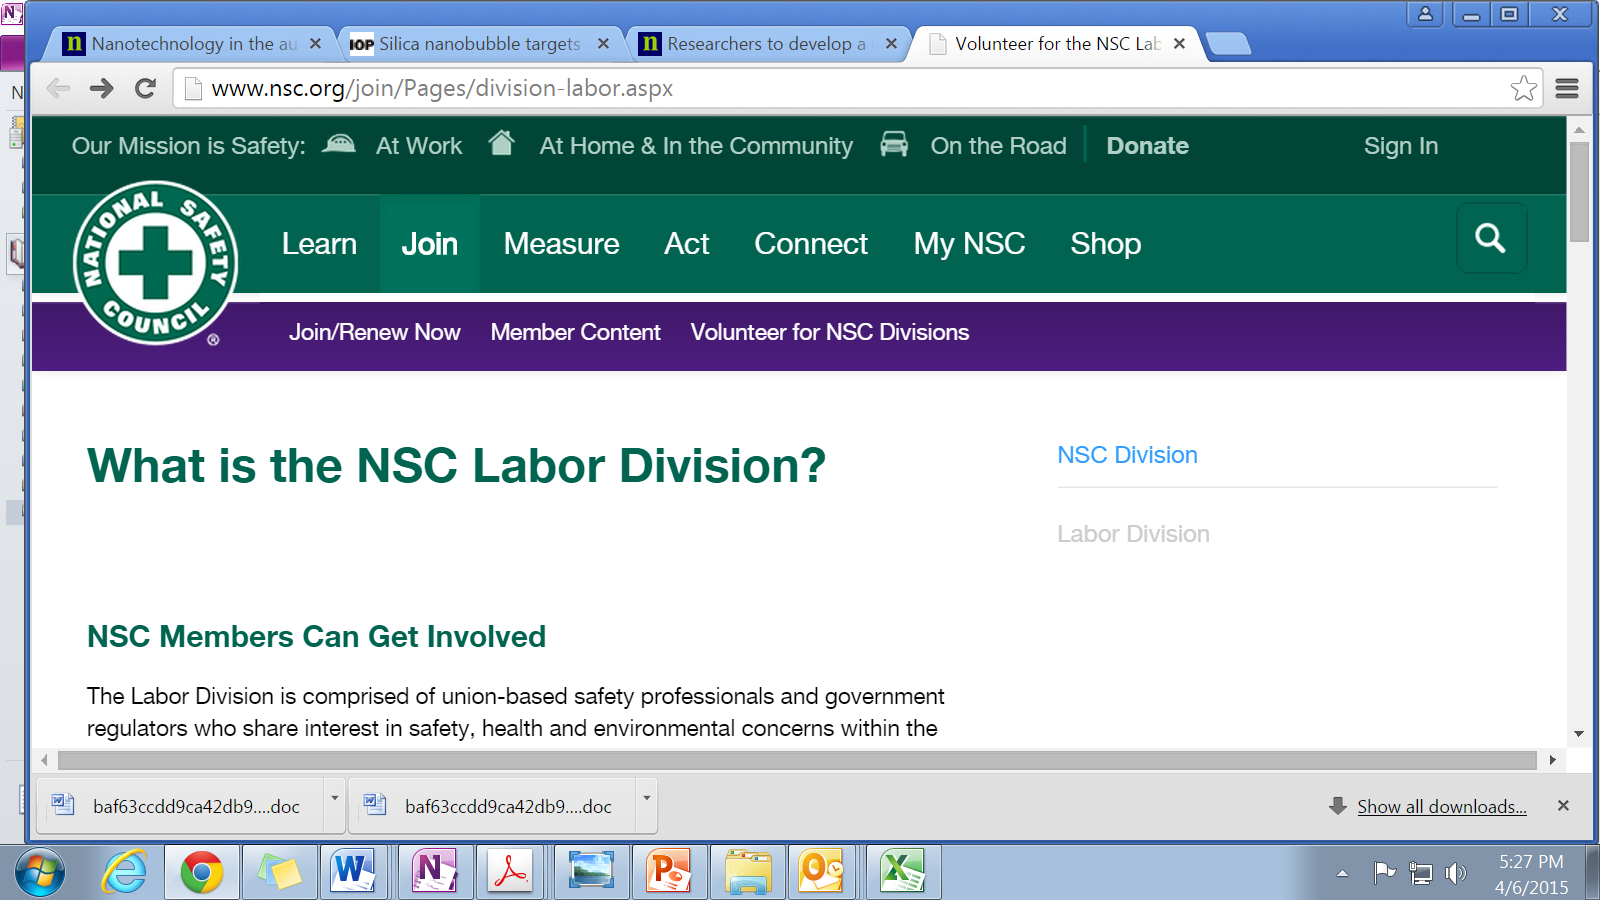 Nanotechnology in the au
IOP Silica nanobubble targets
Researchers to develop a
Volunteer for the NSC Lab
www.nsc.org/join/Pages/division-labor.aspx
Our Mission is Safety: At Work At Home & In the Community On the Road Donate Sign In
NATIONAL SAFETY COUNCIL ®
Learn Join Measure Act Connect My NSC Shop
Join/Renew Now Member Content Volunteer for NSC Divisions
What is the NSC Labor Division?
NSC Division
Labor Division
NSC Members Can Get Involved
The Labor Division is comprised of union-based safety professionals and government
regulators who share interest in safety, health and environmental concerns within the
baf63ccdd9ca42db9....doc baf63ccdd9ca42db9....doc Show all downloads...
5:27 PM
4/6/2015